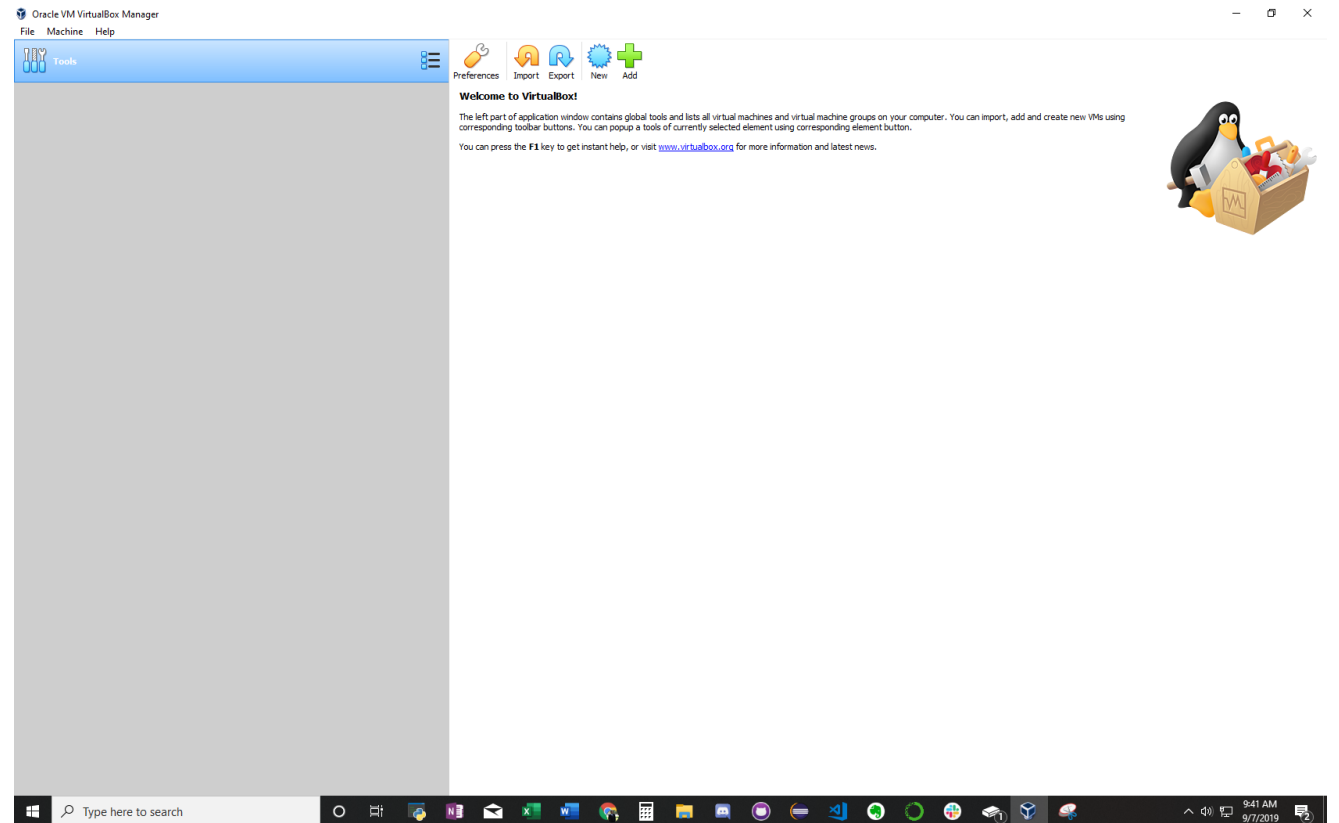 Oracle VM VirtualBox Manager
File Machine Help
Tools
Preferences Import Export New Add
Welcome to VirtualBox!
The left part of application window contains global tools and lists all virtual machines and virtual machine groups on your computer. You can import, add and create new VMs using
corresponding toolbar buttons. You can popup a tools of currently selected element using corresponding element button.
You can press the F1 key to get instant help, or visit www.virtualbox.org for more information and latest news.
Type here to search
9:41 AM
9/7/2019